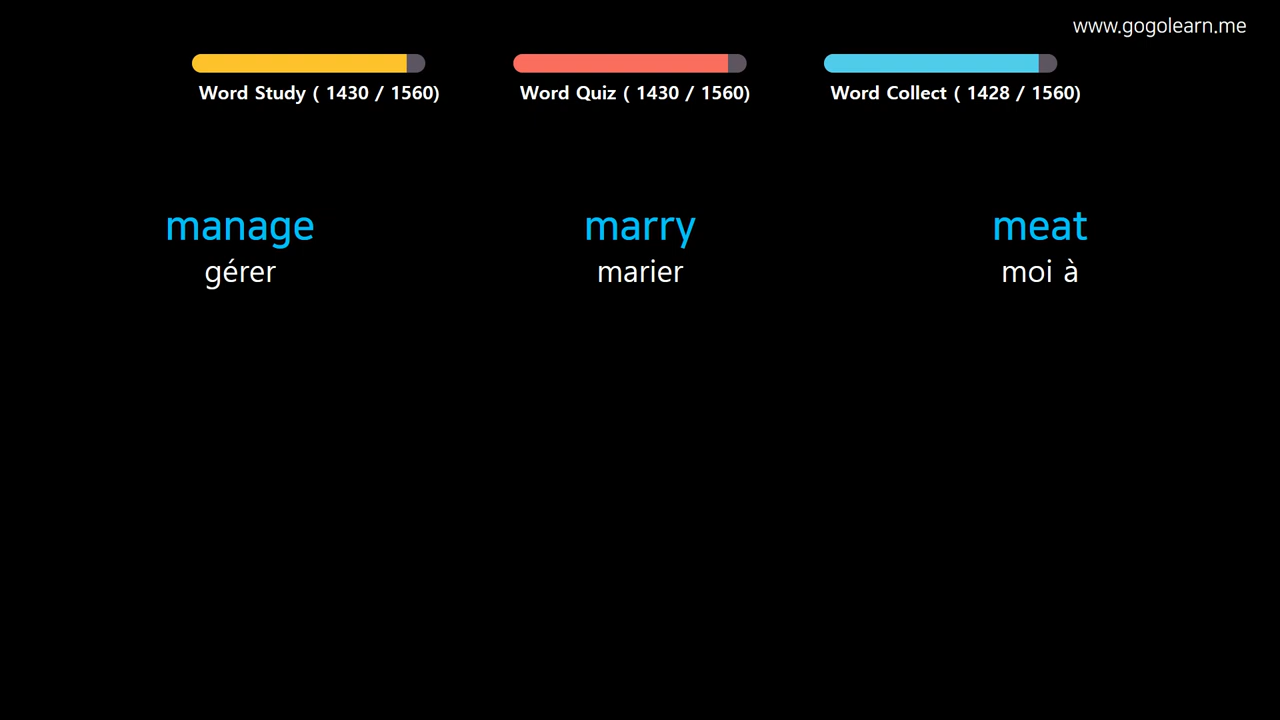 www.gogolearn.me
Word Study ( 1430 / 1560)
Word Quiz ( 1430 / 1560)
Word Collect ( 1428 / 1560)
manage
gérer
marry
marier
meat
moi à